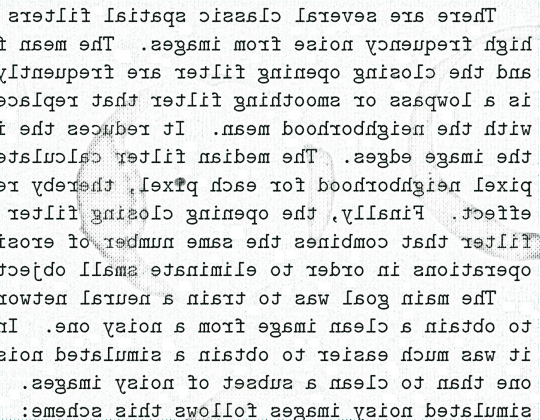 There are several classic spatial filters
high frequency noise from images. The mean f
and the closing opening filter are frequently
is a lowpass or smoothing filter that replace
with the neighborhood mean. It reduces the i
the image edges. The median filter calculate
pixel neighborhood for each pixel, thereby re
effect. Finally, the opening closing filter
filter that combines the same number of erosi
operations in order to eliminate small object
The main goal was to train a neural networ
to obtain a clean image from a noisy one. In
it was much easier to obtain a simulated nois
one than to clean a subset of noisy images.
simulated noisy images follows this scheme: